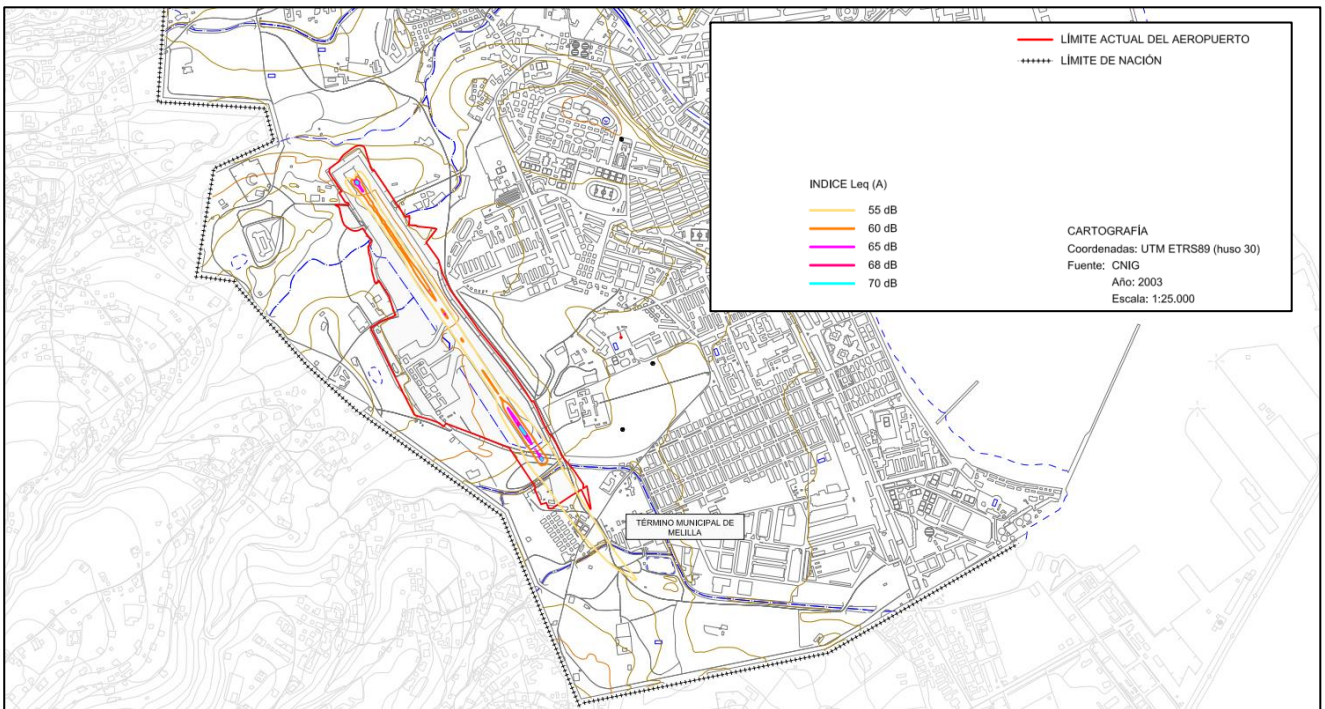 LÍMITE ACTUAL DEL AEROPUERTO
LÍMITE DE NACIÓN
INDICE Leq (A)
55 dB
60 dB
65 dB
68 dB
70 dB
CARTOGRAFÍA
Coordenadas: UTM ETRS89 (huso 30)
Fuente: CNIG
Año: 2003
Escala: 1:25.000
TÉRMINO MUNICIPAL DE
MELILLA